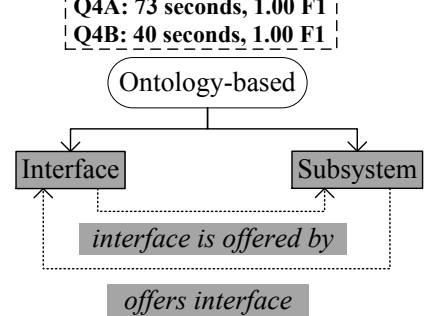 Q4A: 73 seconds, 1.00 F1
Q4B: 40 seconds, 1.00 F1
Ontology-based
Interface
Subsystem
interface is offered by
offers interface